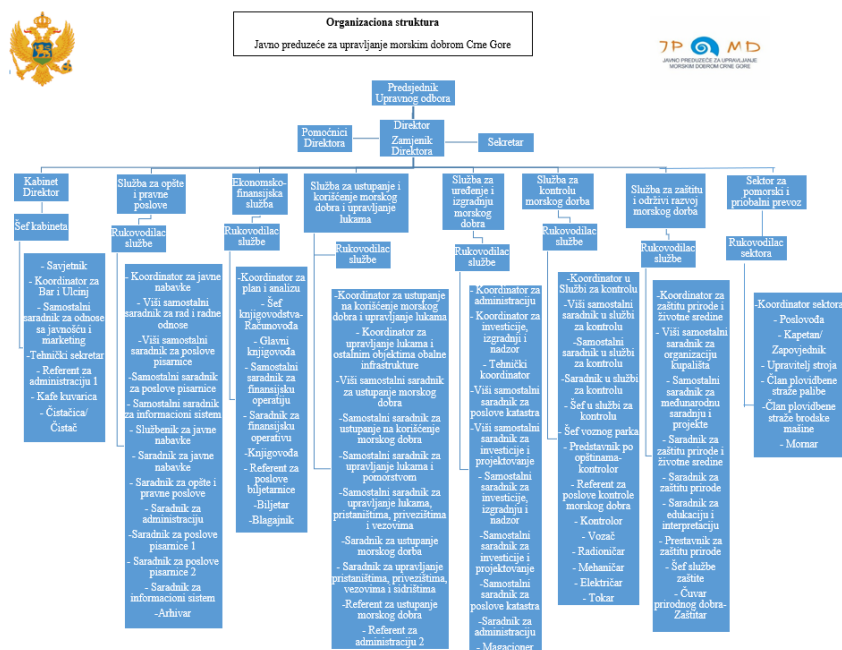 Organizaciona struktura
Javno preduzeće za upravljanje morskim dobrom Crne Gore
JP MD
JAVNO PREDUZEĆE ZA UPRAVLJANJE
MORSKIM DOBROM CRNE GORE
Predsjednik
Upravnog odbora
Pomoćnici
Direktora
Direktor
Zamjenik
Direktora
Sekretar
Kabinet
Direktor
Šef kabineta
- Savjetnik
- Koordinator za
Bar i Ulcinj
- Samostalni
saradnik za odnose
sa javnošću i
marketing
-Tehnički sekretar
- Referent za
administraciju 1
- Kafe kuvarica
- Čistačica/
Čistač
Služba za opšte
i pravne
poslove
Rukovodilac
službe
- Koordinator za javne
nabavke
- Viši samostalni
saradnik za rad i radne
odnose
- Viši samostalni
saradnik za poslove
pisarnice
-Samostalni saradnik
za poslove pisarnice
- Samostalni saradnik za
informacioni sistem
- Službenik za javne
nabavke
- Saradnik za javne
nabavke
- Saradnik za opšte i
pravne poslove
- Saradnik za
administraciju
-Saradnik za poslove
pisarnice 1
- Saradnik za poslove
pisarnice 2
- Saradnik za
informacioni sistem
-Arhivar
Ekonomsko-
finansijska
služba
Rukovodilac
službe
-Koordinator za
plan i analizu
- Šef
knjigovodstva-
Računovođa
- Glavni
knjigovođa
- Samostalni
saradnik za
finansijsku
operatiju
- Saradnik za
finansijsku
operativu
-Knjigovođa
- Referent za
poslove
biljetarnice
-Biljetar
-Blagajnik
Služba za ustupanje i
korišćenje morskog
dobra i upravljanje
lukama
Rukovodilac
službe
-Koordinator za ustupanje
na korišćenje morskog
dobra i upravljanje lukama
- Koordinator za
upravljanje lukama i
ostalnim objektima obalne
infrastrukture
-Viši samostalni saradnik
za ustupanje morskog
dobra
-Samostalni saradnik za
ustupanje na korišćenje
morskog dobra
-Samostalni saradnik za
upravljanje lukama i
pomorstvom
-Samostalni saradnik za
upravljanje lukama,
pristaništima, privezištima i
vezovima
-Saradnik za ustupanje
morskog dorba
- Saradnik za upravljanje
pristaništima, privezištima,
vezovima i sidrištima
-Referent za ustupanje
morskog dobra
- Referent za
administraciju 2
Služba za
uređenje i
izgradnju
morskog
dobra
Rukovodilac
službe
- Koordinator za
administraciju
- Koordinator za
investicije,
izgradnji i
nadzor
- Tehnički
koordinator
-Viši samostalni
saradnik za
poslove katastra
-Viši samostalni
saradnik za
investicije i
projektovanje
- Samostalni
saradnik za
investicije,
izgradnju i
nadzor
-Samostalni
saradnik za
investicije i
projektovanje
-Samostalni
saradnik za
poslove katastra
-Saradnik za
administraciju
- Magacioner
Služba za
kontrolu
morskog dorba
Rukovodilac
službe
-Koordinator u
Službi za kontrolu
-Viši samostalni
saradnik u službi
za kontrolu
-Samostalni
saradnik u službi
za kontrolu
-Saradnik u službi
za kontrolu
- Šef u službi za
kontrolu
- Šef voznog parka
- Predstavnik po
opštinama-
kontrolor
- Referent za
poslove kontrole
morskog dobra
- Kontrolor
- Vozač
- Radioničar
- Mehaničar
- Električar
- Tokar
Služba za zaštitu
i održivi razvoj
morskog dorba
Rukovodilac
službe
- Koordinator za
zaštitu prirode i
životne sredine
- Viši samostalni
saradnik za
organizaciju
kupališta
- Samostalni
saradnik za
međunarodnu
saradnju i
projekte
- Saradnik za
zaštitu prirode i
životne sredine
- Saradnik za
zaštitu prirode
- Saradnik za
edukaciju i
interpretaciju
- Prestavnik za
zaštitu prirode
- Šef službe
zaštite
- Čuvar
prirodnog dobra-
Zaštitar
Sektor za
pomorski i
priobalni prevoz
Rukovodilac
sektora
-Koordinator sektora
- Poslovođa
- Kapetan/
Zapovjednik
- Upravitelj stroja
- Član plovidbene
straže palibe
-Član plovidbene
straže brodske
mašine
- Mornar